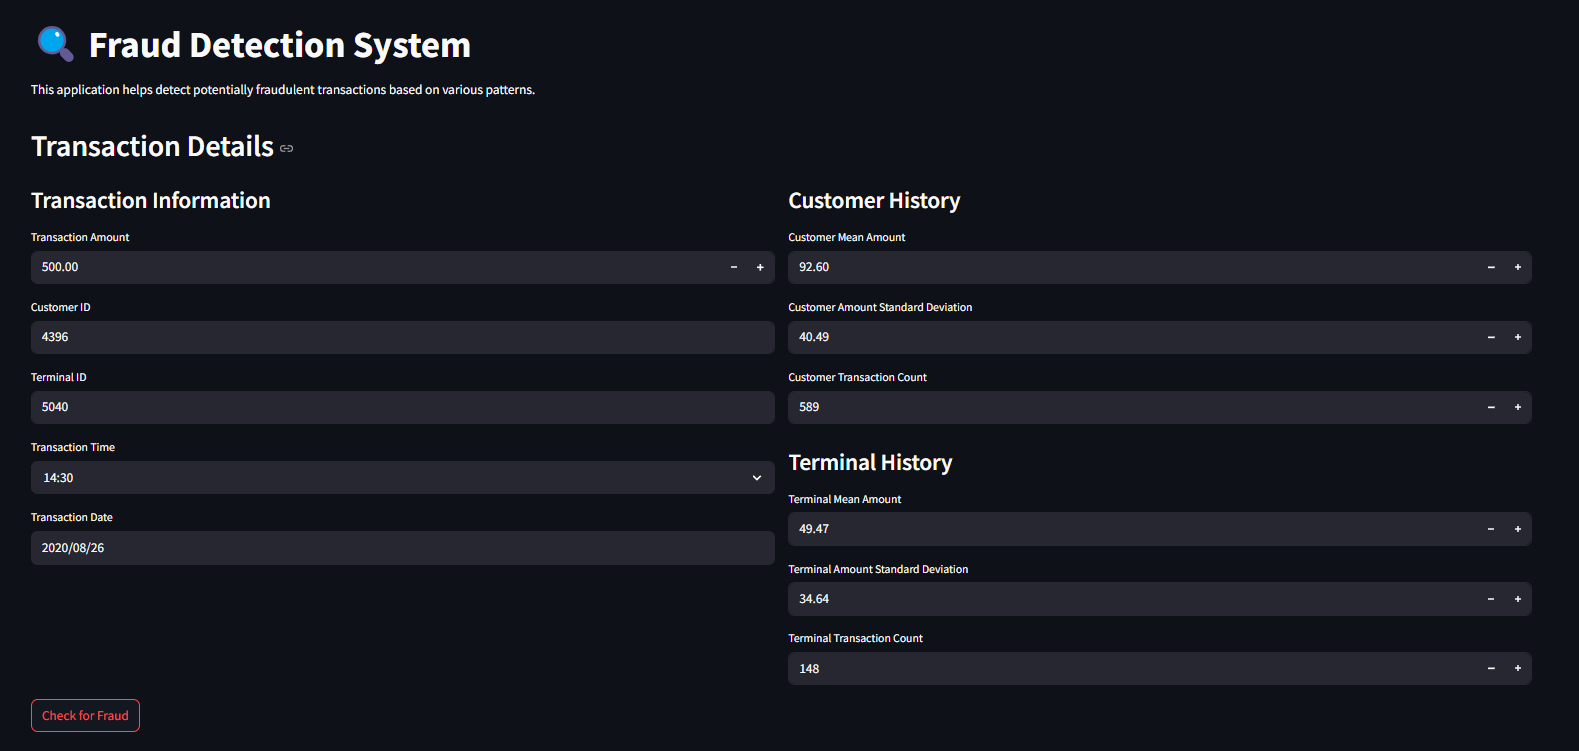 Fraud Detection System
This application helps detect potentially fraudulent transactions based on various patterns.
Transaction Details
Transaction Information
Transaction Amount
500.00
Customer ID
4396
Terminal ID
5040
Transaction Time
14:30
Transaction Date
2020/08/26
Customer History
Customer Mean Amount
92.60
Customer Amount Standard Deviation
40.49
Customer Transaction Count
589
Terminal History
Terminal Mean Amount
49.47
Terminal Amount Standard Deviation
34.64
Terminal Transaction Count
148
Check for Fraud